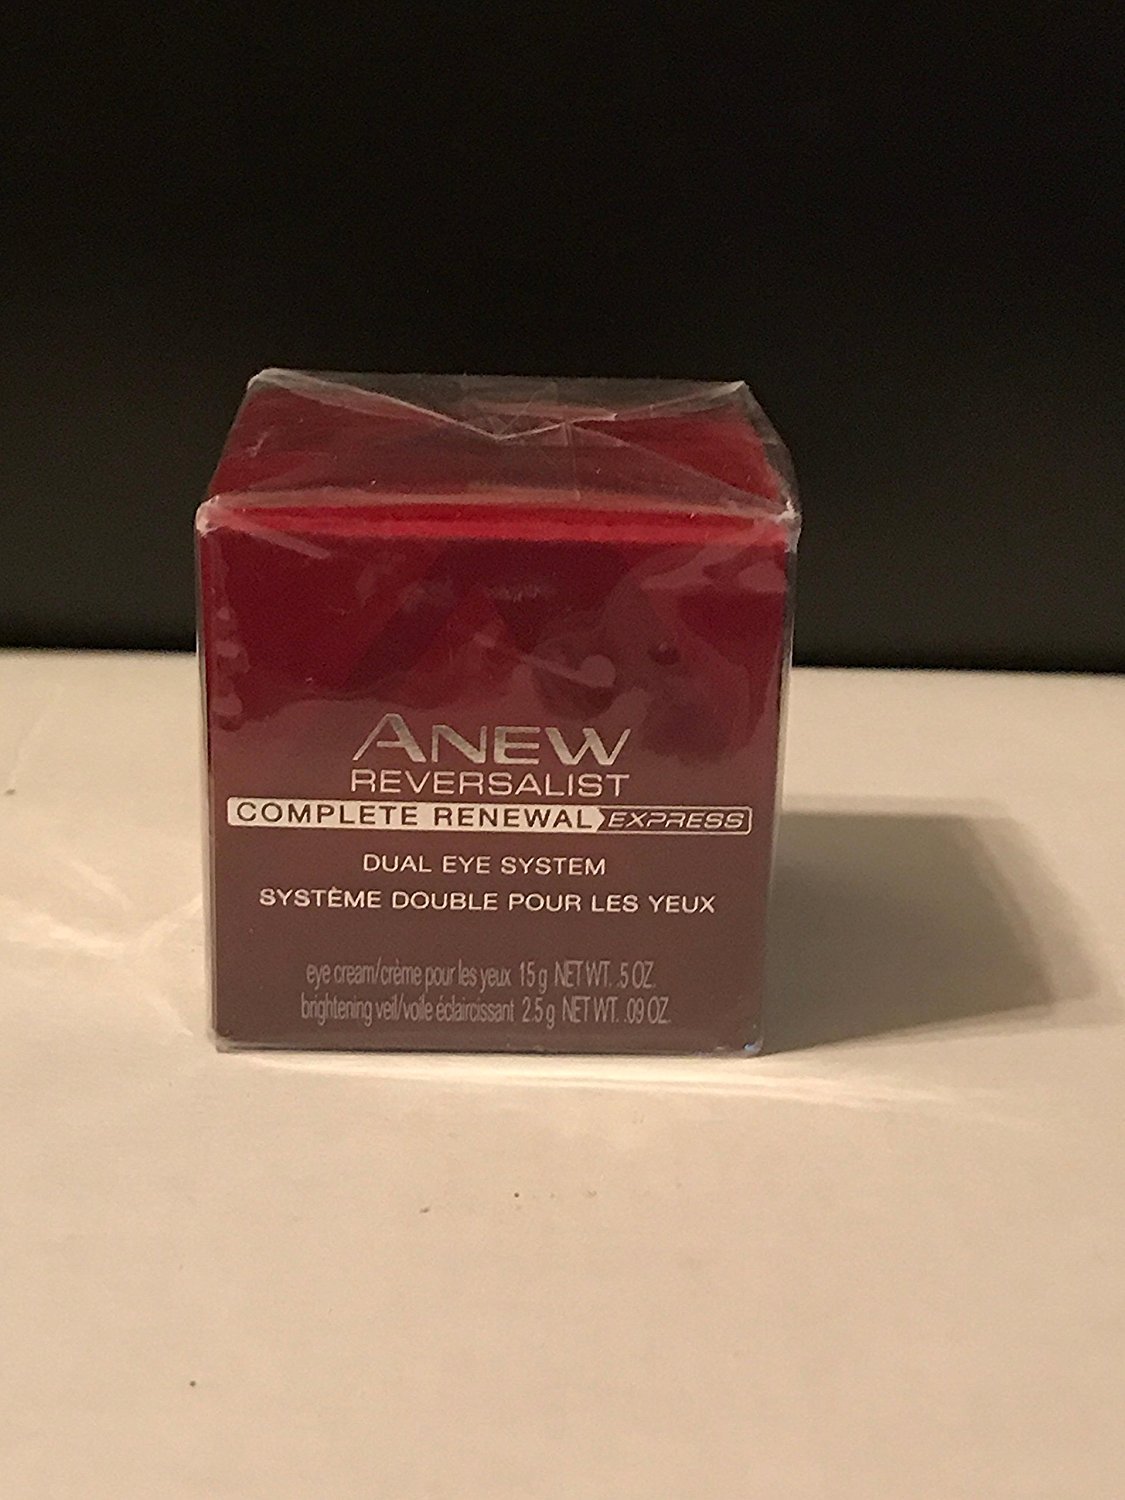 ANEW
REVERSALIST
COMPLETE RENEWAL EXPRESS
DUAL EYE SYSTEM
SYSTÈME DOUBLE POUR LES YEUX
eye cream/crème pour les yeux 15 g NET WT. .5 OZ.
brightening veil/voile éclaircissant 2.5 g NET WT. .09 OZ.